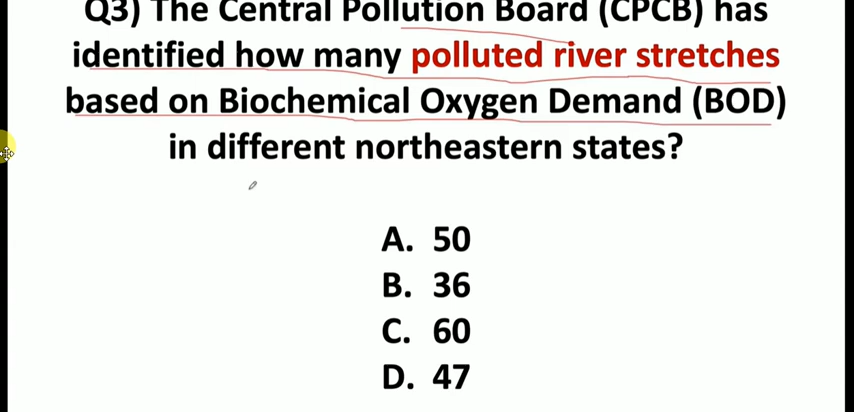 Q3) The Central Pollution Board (CPCB) has
identified how many polluted river stretches
based on Biochemical Oxygen Demand (BOD)
in different northeastern states?
A. 50
B. 36
C. 60
D. 47